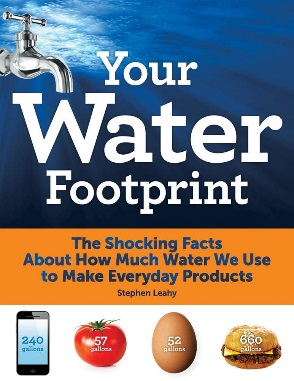 Your
Water
Footprint
The Shocking Facts
About How Much Water We Use
to Make Everyday Products
Stephen Leahy
240
gallons
57
gallons
52
gallons
660
gallons